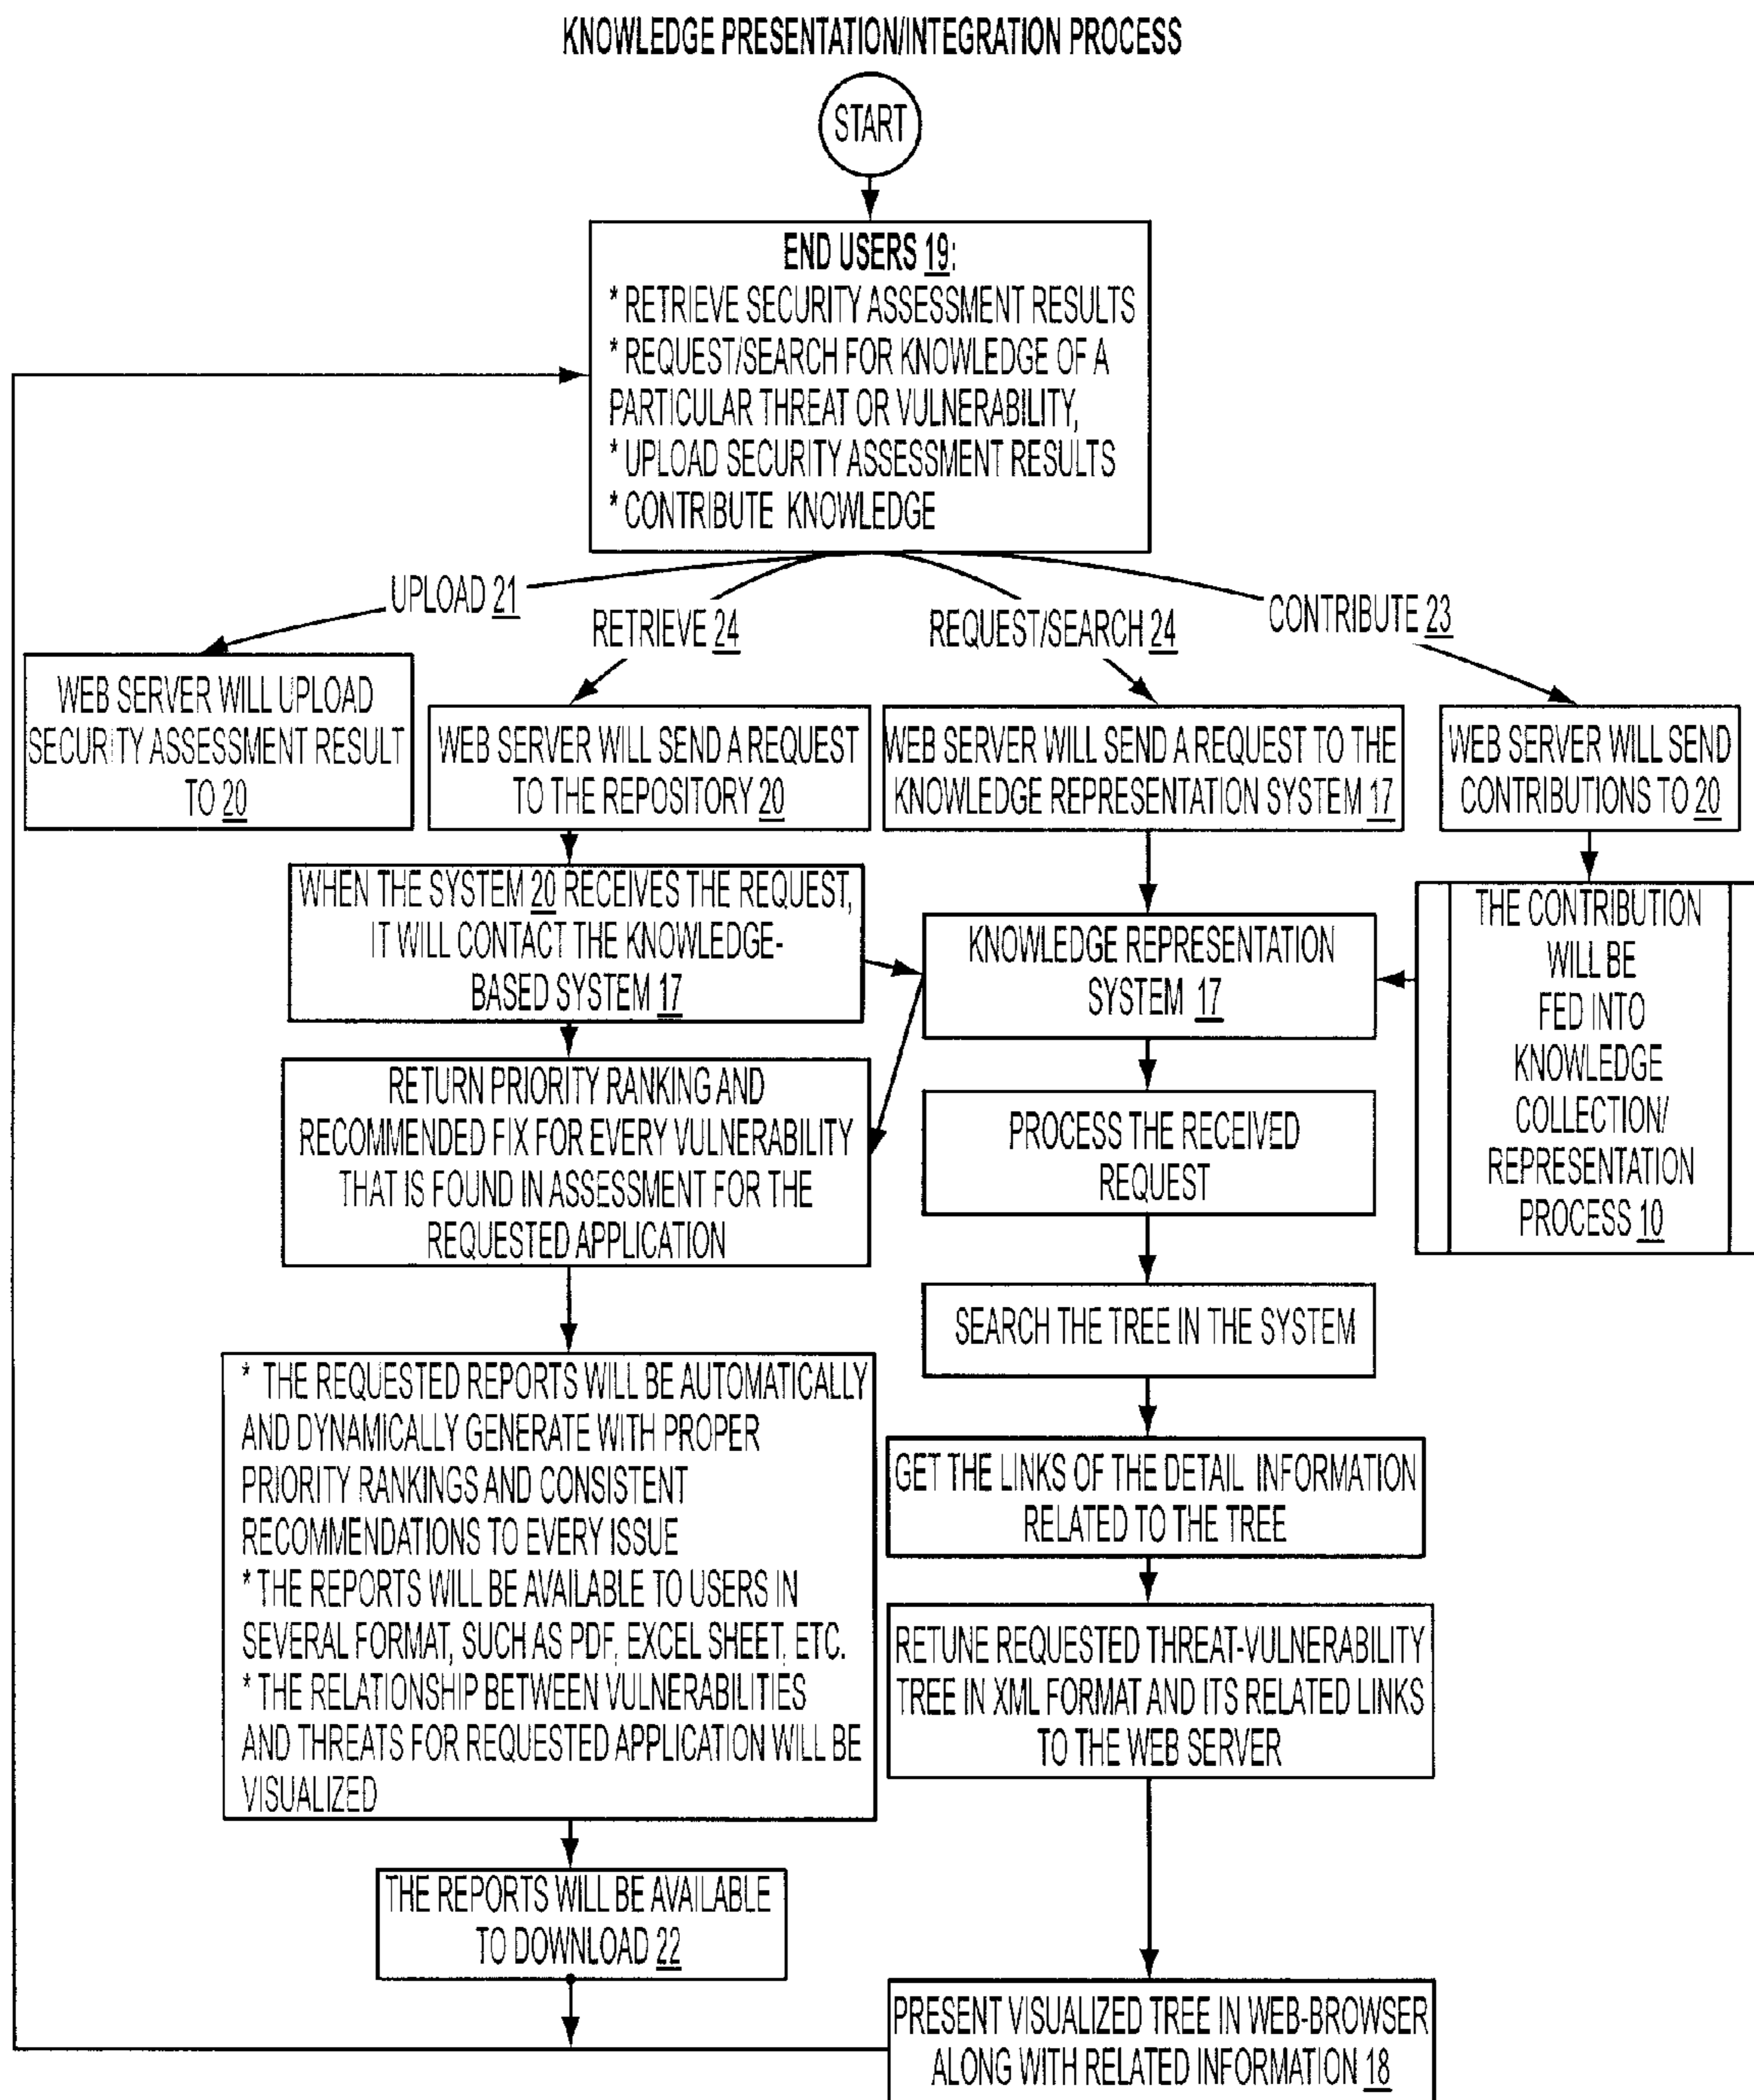 KNOWLEDGE PRESENTATION/INTEGRATION PROCESS
START
END USERS 19:
* RETRIEVE SECURITY ASSESSMENT RESULTS
* REQUEST/SEARCH FOR KNOWLEDGE OF A
PARTICULAR THREAT OR VULNERABILITY,
* UPLOAD SECURITY ASSESSMENT RESULTS
* CONTRIBUTE KNOWLEDGE
UPLOAD 21
RETRIEVE 24
REQUEST/SEARCH 24
CONTRIBUTE 23
WEB SERVER WILL UPLOAD
SECURITY ASSESSMENT RESULT
TO 20
WEB SERVER WILL SEND A REQUEST
TO THE REPOSITORY 20
WEB SERVER WILL SEND A REQUEST TO THE
KNOWLEDGE REPRESENTATION SYSTEM 17
WEB SERVER WILL SEND
CONTRIBUTIONS TO 20
WHEN THE SYSTEM 20 RECEIVES THE REQUEST,
IT WILL CONTACT THE KNOWLEDGE-
BASED SYSTEM 17
KNOWLEDGE REPRESENTATION
SYSTEM 17
THE CONTRIBUTION
WILL BE
FED INTO
KNOWLEDGE
COLLECTION/
REPRESENTATION
PROCESS 10
RETURN PRIORITY RANKING AND
RECOMMENDED FIX FOR EVERY VULNERABILITY
THAT IS FOUND IN ASSESSMENT FOR THE
REQUESTED APPLICATION
PROCESS THE RECEIVED
REQUEST
SEARCH THE TREE IN THE SYSTEM
* THE REQUESTED REPORTS WILL BE AUTOMATICALLY
AND DYNAMICALLY GENERATE WITH PROPER
PRIORITY RANKINGS AND CONSISTENT
RECOMMENDATIONS TO EVERY ISSUE
* THE REPORTS WILL BE AVAILABLE TO USERS IN
SEVERAL FORMAT, SUCH AS PDF, EXCEL SHEET, ETC.
* THE RELATIONSHIP BETWEEN VULNERABILITIES
AND THREATS FOR REQUESTED APPLICATION WILL BE
VISUALIZED
GET THE LINKS OF THE DETAIL INFORMATION
RELATED TO THE TREE
RETUNE REQUESTED THREAT-VULNERABILITY
TREE IN XML FORMAT AND ITS RELATED LINKS
TO THE WEB SERVER
THE REPORTS WILL BE AVAILABLE
TO DOWNLOAD 22
PRESENT VISUALIZED TREE IN WEB-BROWSER
ALONG WITH RELATED INFORMATION 18